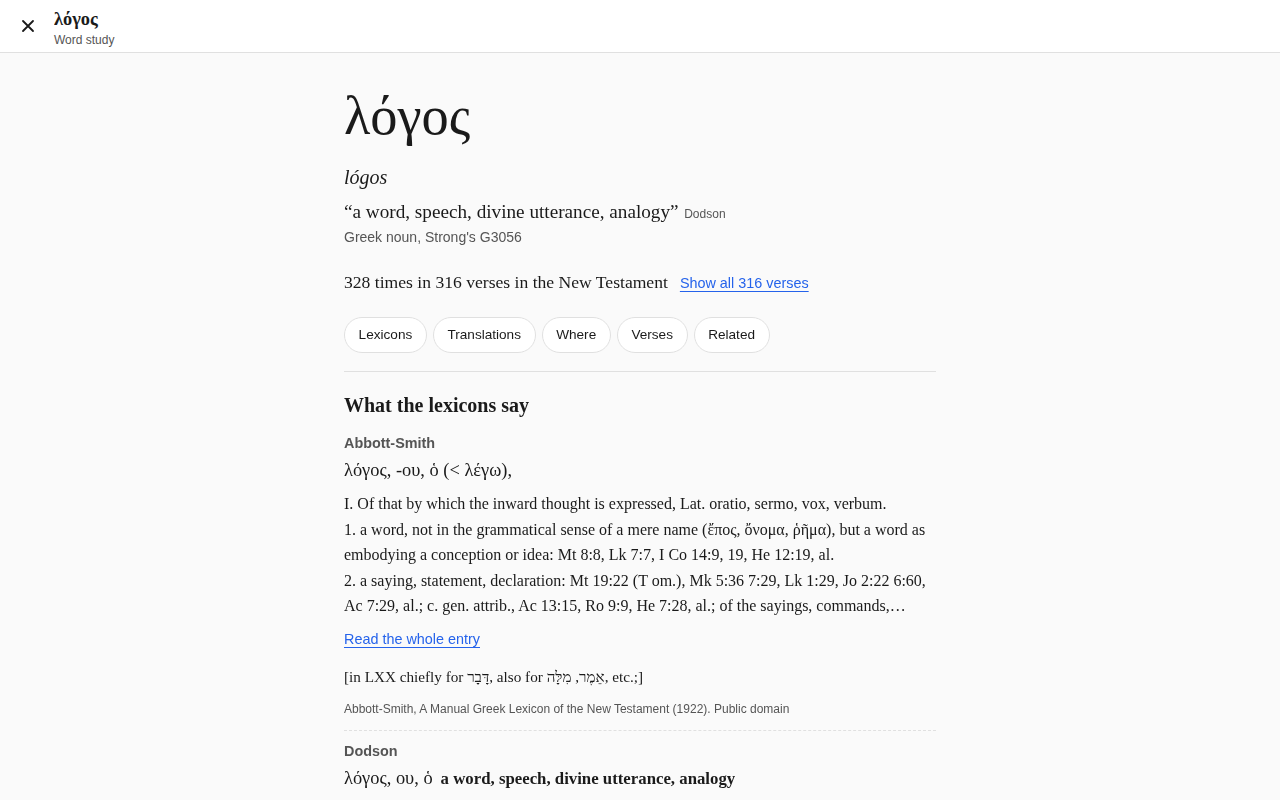 λόγος
Word study
λόγος
lógos
“a word, speech, divine utterance, analogy” Dodson
Greek noun, Strong's G3056
328 times in 316 verses in the New Testament Show all 316 verses
Lexicons Translations Where Verses Related
What the lexicons say
Abbott-Smith
λόγος, -ου, ὁ (< λέγω),
I. Of that by which the inward thought is expressed, Lat. oratio, sermo, vox, verbum.
1. a word, not in the grammatical sense of a mere name (ἔπος, ὄνομα, ῥῆμα), but a word as
embodying a conception or idea: Mt 8:8, Lk 7:7, I Co 14:9, 19, He 12:19, al.
2. a saying, statement, declaration: Mt 19:22 (T om.), Mk 5:36 7:29, Lk 1:29, Jo 2:22 6:60,
Ac 7:29, al.; c. gen. attrib., Ac 13:15, Ro 9:9, He 7:28, al.; of the sayings, commands,…
Read the whole entry
[in LXX chiefly for דָּבָר, also for אֵמֶר, מִלָּה, etc.;]
Abbott-Smith, A Manual Greek Lexicon of the New Testament (1922). Public domain
Dodson
λόγος, ου, ὁ a word, speech, divine utterance, analogy